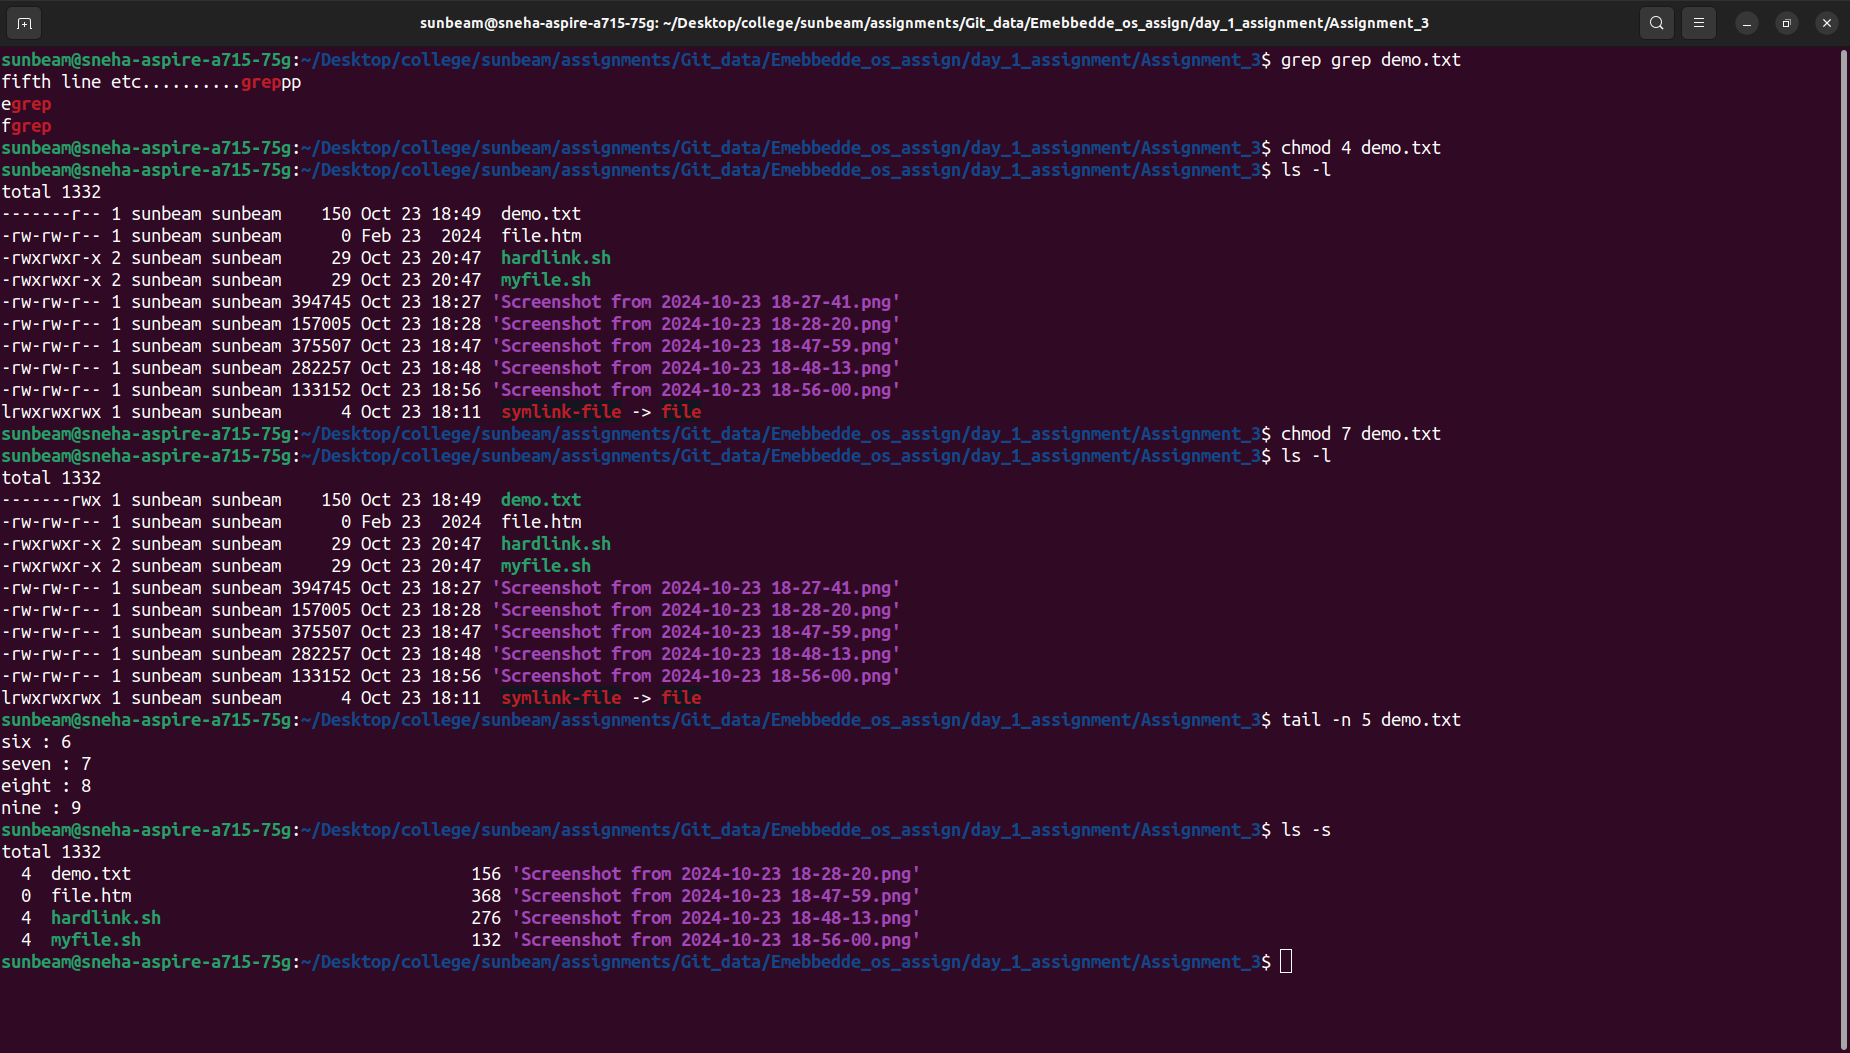 sunbeam@sneha-aspire-a715-75g: ~/Desktop/college/sunbeam/assignments/Git_data/Emebbedde_os_assign/day_1_assignment/Assignment_3
sunbeam@sneha-aspire-a715-75g:~/Desktop/college/sunbeam/assignments/Git_data/Emebbedde_os_assign/day_1_assignment/Assignment_3$ grep grep demo.txt
fifth line etc..........greppp
egrep
fgrep
sunbeam@sneha-aspire-a715-75g:~/Desktop/college/sunbeam/assignments/Git_data/Emebbedde_os_assign/day_1_assignment/Assignment_3$ chmod 4 demo.txt
sunbeam@sneha-aspire-a715-75g:~/Desktop/college/sunbeam/assignments/Git_data/Emebbedde_os_assign/day_1_assignment/Assignment_3$ ls -l
total 1332
-------r-- 1 sunbeam sunbeam    150 Oct 23 18:49  demo.txt
-rw-rw-r-- 1 sunbeam sunbeam      0 Feb 23  2024  file.htm
-rwxrwxr-x 2 sunbeam sunbeam     29 Oct 23 20:47  hardlink.sh
-rwxrwxr-x 2 sunbeam sunbeam     29 Oct 23 20:47  myfile.sh
-rw-rw-r-- 1 sunbeam sunbeam 394745 Oct 23 18:27 'Screenshot from 2024-10-23 18-27-41.png'
-rw-rw-r-- 1 sunbeam sunbeam 157005 Oct 23 18:28 'Screenshot from 2024-10-23 18-28-20.png'
-rw-rw-r-- 1 sunbeam sunbeam 375507 Oct 23 18:47 'Screenshot from 2024-10-23 18-47-59.png'
-rw-rw-r-- 1 sunbeam sunbeam 282257 Oct 23 18:48 'Screenshot from 2024-10-23 18-48-13.png'
-rw-rw-r-- 1 sunbeam sunbeam 133152 Oct 23 18:56 'Screenshot from 2024-10-23 18-56-00.png'
lrwxrwxrwx 1 sunbeam sunbeam      4 Oct 23 18:11  symlink-file -> file
sunbeam@sneha-aspire-a715-75g:~/Desktop/college/sunbeam/assignments/Git_data/Emebbedde_os_assign/day_1_assignment/Assignment_3$ chmod 7 demo.txt
sunbeam@sneha-aspire-a715-75g:~/Desktop/college/sunbeam/assignments/Git_data/Emebbedde_os_assign/day_1_assignment/Assignment_3$ ls -l
total 1332
-------rwx 1 sunbeam sunbeam    150 Oct 23 18:49  demo.txt
-rw-rw-r-- 1 sunbeam sunbeam      0 Feb 23  2024  file.htm
-rwxrwxr-x 2 sunbeam sunbeam     29 Oct 23 20:47  hardlink.sh
-rwxrwxr-x 2 sunbeam sunbeam     29 Oct 23 20:47  myfile.sh
-rw-rw-r-- 1 sunbeam sunbeam 394745 Oct 23 18:27 'Screenshot from 2024-10-23 18-27-41.png'
-rw-rw-r-- 1 sunbeam sunbeam 157005 Oct 23 18:28 'Screenshot from 2024-10-23 18-28-20.png'
-rw-rw-r-- 1 sunbeam sunbeam 375507 Oct 23 18:47 'Screenshot from 2024-10-23 18-47-59.png'
-rw-rw-r-- 1 sunbeam sunbeam 282257 Oct 23 18:48 'Screenshot from 2024-10-23 18-48-13.png'
-rw-rw-r-- 1 sunbeam sunbeam 133152 Oct 23 18:56 'Screenshot from 2024-10-23 18-56-00.png'
lrwxrwxrwx 1 sunbeam sunbeam      4 Oct 23 18:11  symlink-file -> file
sunbeam@sneha-aspire-a715-75g:~/Desktop/college/sunbeam/assignments/Git_data/Emebbedde_os_assign/day_1_assignment/Assignment_3$ tail -n 5 demo.txt
six : 6
seven : 7
eight : 8
nine : 9
sunbeam@sneha-aspire-a715-75g:~/Desktop/college/sunbeam/assignments/Git_data/Emebbedde_os_assign/day_1_assignment/Assignment_3$ ls -s
total 1332
  4  demo.txt                                  156 'Screenshot from 2024-10-23 18-28-20.png'
  0  file.htm                                  368 'Screenshot from 2024-10-23 18-47-59.png'
  4  hardlink.sh                               276 'Screenshot from 2024-10-23 18-48-13.png'
  4  myfile.sh                                 132 'Screenshot from 2024-10-23 18-56-00.png'
sunbeam@sneha-aspire-a715-75g:~/Desktop/college/sunbeam/assignments/Git_data/Emebbedde_os_assign/day_1_assignment/Assignment_3$